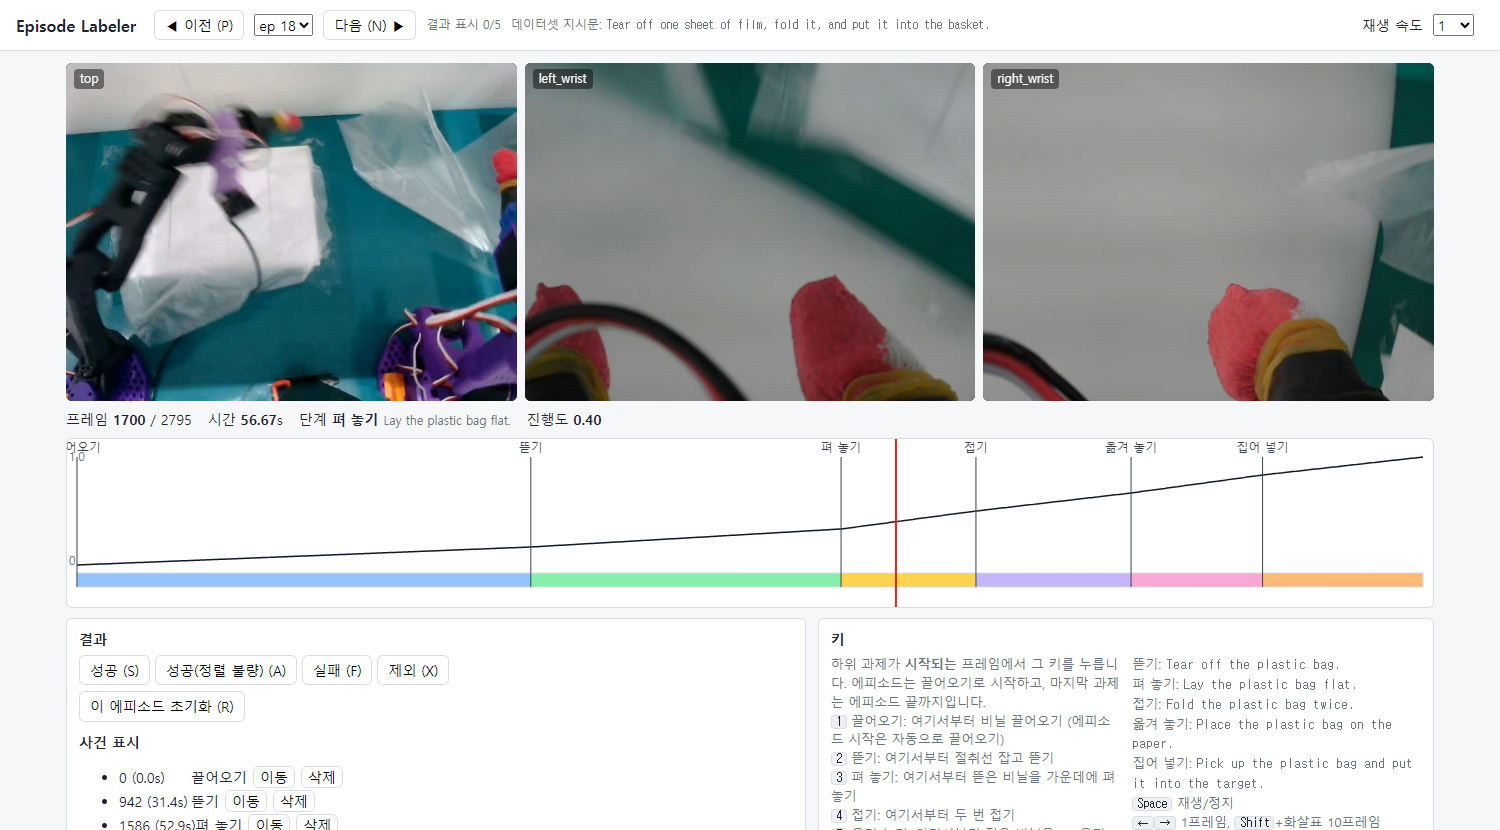 Episode Labeler ◀ 이전 (P) ep 18 다음 (N) ▶ 결과 표시 0/5 데이터셋 지시문: Tear off one sheet of film, fold it, and put it into the basket. 재생 속도 1
top left_wrist right_wrist
프레임 1700 / 2795 시간 56.67s 단계 펴 놓기 Lay the plastic bag flat. 진행도 0.40
어오기 뜯기 펴 놓기 접기 옮겨 놓기 집어 넣기
1.0
0
결과
성공 (S) 성공(정렬 불량) (A) 실패 (F) 제외 (X)
이 에피소드 초기화 (R)
사건 표시
• 0 (0.0s) 끌어오기 이동 삭제
• 942 (31.4s) 뜯기 이동 삭제
• 1586 (52.9s)펴 놓기 이동 삭제
키
하위 과제가 시작되는 프레임에서 그 키를 누릅니
다. 에피소드는 끌어오기로 시작하고, 마지막 과제
는 에피소드 끝까지입니다.
1 끌어오기: 여기서부터 비닐 끌어오기 (에피소
드 시작은 자동으로 끌어오기)
2 뜯기: 여기서부터 절취선 잡고 뜯기
3 펴 놓기: 여기서부터 뜯은 비닐을 가운데에 펴
놓기
4 접기: 여기서부터 두 번 접기
뜯기: Tear off the plastic bag.
펴 놓기: Lay the plastic bag flat.
접기: Fold the plastic bag twice.
옮겨 놓기: Place the plastic bag on the
paper.
집어 넣기: Pick up the plastic bag and put
it into the target.
Space 재생/정지
←→ 1프레임, Shift+화살표 10프레임